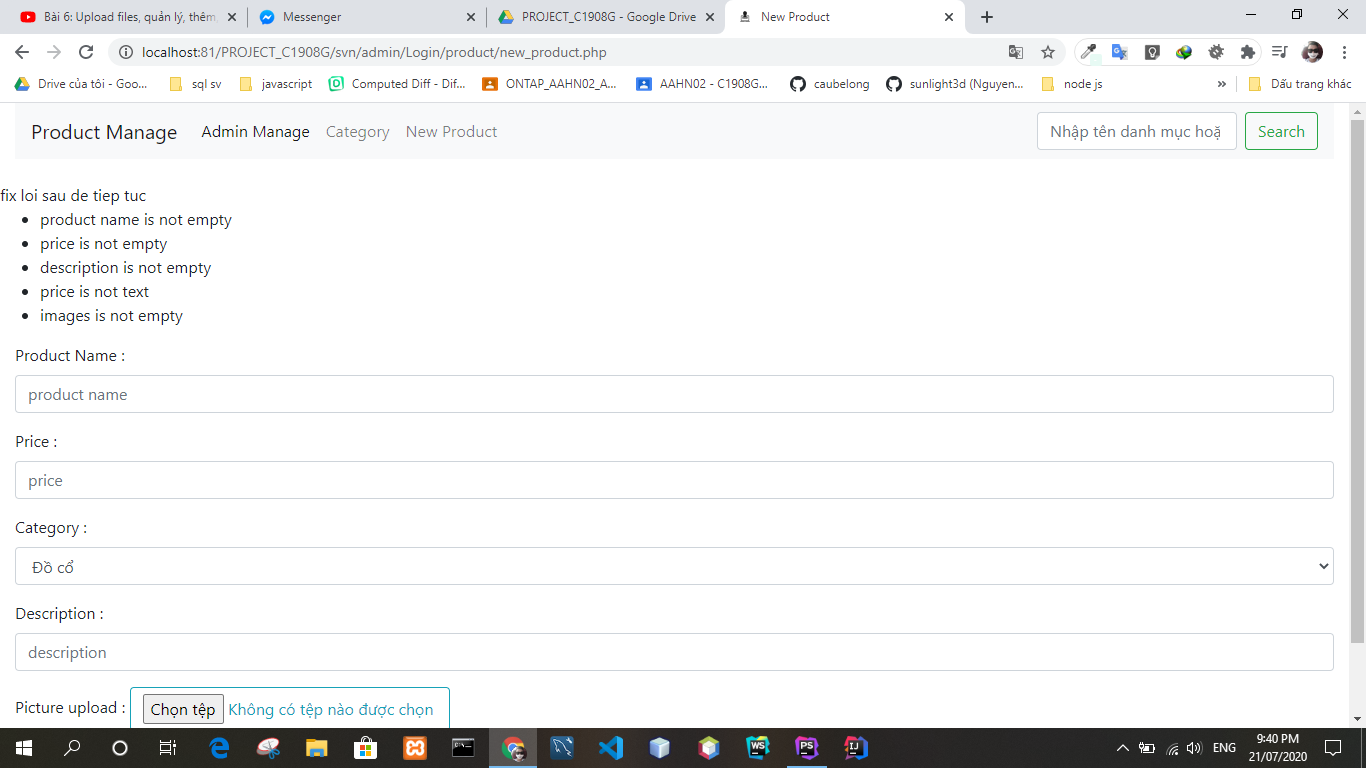 Bài 6: Upload files, quản lý, thêm,
Messenger
PROJECT_C1908G - Google Drive
New Product
localhost:81/PROJECT_C1908G/svn/admin/Login/product/new_product.php
Drive của tôi - Goo...
sql sv
javascript
Computed Diff - Dif...
ONTAP_AAHN02_A...
AAHN02 - C1908G...
caubelong
sunlight3d (Nguyen...
node js
»
Dấu trang khác
Product Manage
Admin Manage
Category
New Product
Nhập tên danh mục hoặ
Search
fix loi sau de tiep tuc
• product name is not empty
• price is not empty
• description is not empty
• price is not text
• images is not empty
Product Name :
product name
Price :
price
Category :
Đồ cổ
Description :
description
Picture upload :
Chọn tệp
Không có tệp nào được chọn
WS
PS
IJ
ENG
9:40 PM
21/07/2020